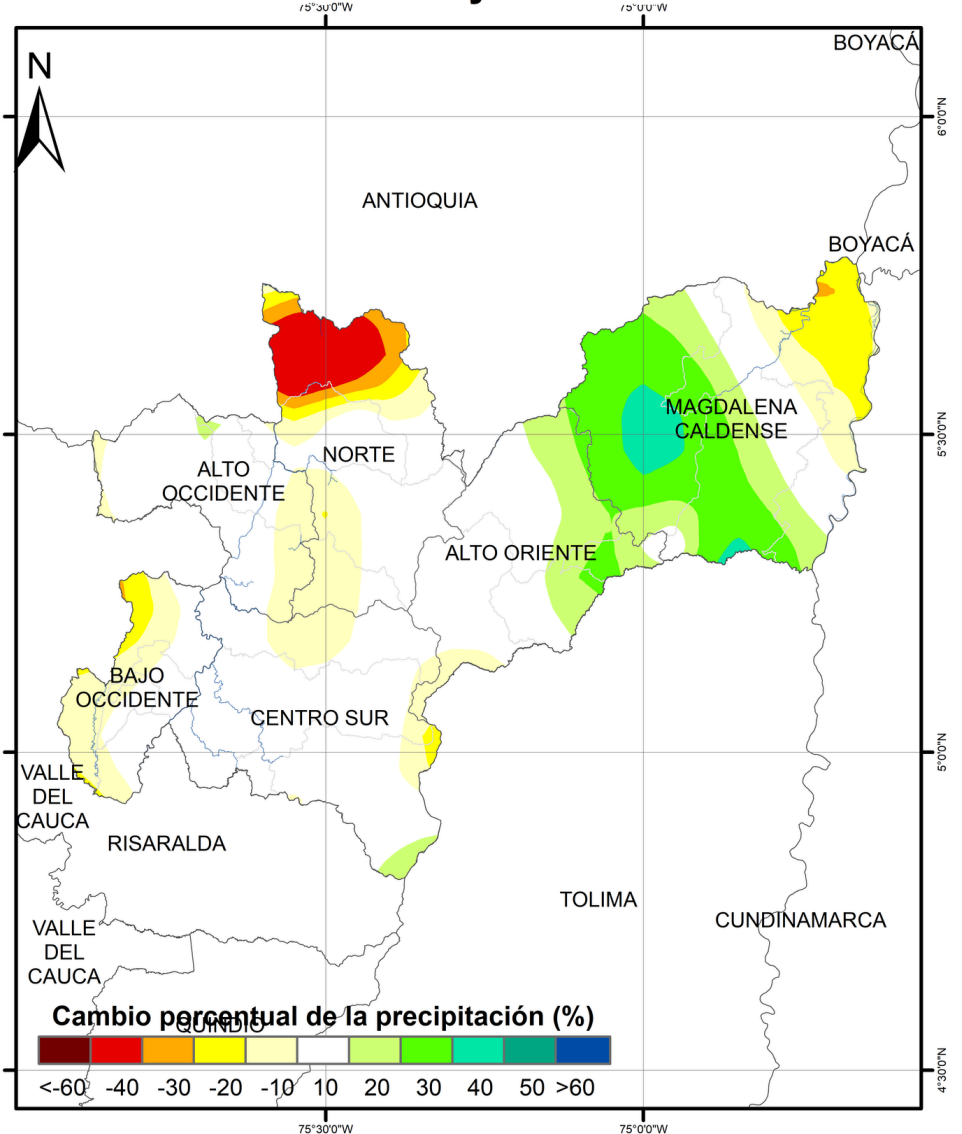 75°30'0"W
75°0'0"W
BOYACÁ
N
6°0'0"N
ANTIOQUIA
BOYACÁ
MAGDALENA
CALDENSE
5°30'0"N
NORTE
ALTO
OCCIDENTE
ALTO ORIENTE
BAJO
OCCIDENTE
CENTRO SUR
5°0'0"N
VALLE
DEL
CAUCA
RISARALDA
TOLIMA
CUNDINAMARCA
VALLE
DEL
CAUCA
Cambio porcentual de la precipitación (%)
QUINDIO
<-60 -40 -30 -20 -10 10 20 30 40 50 >60
4°30'0"N
75°30'0"W
75°0'0"W